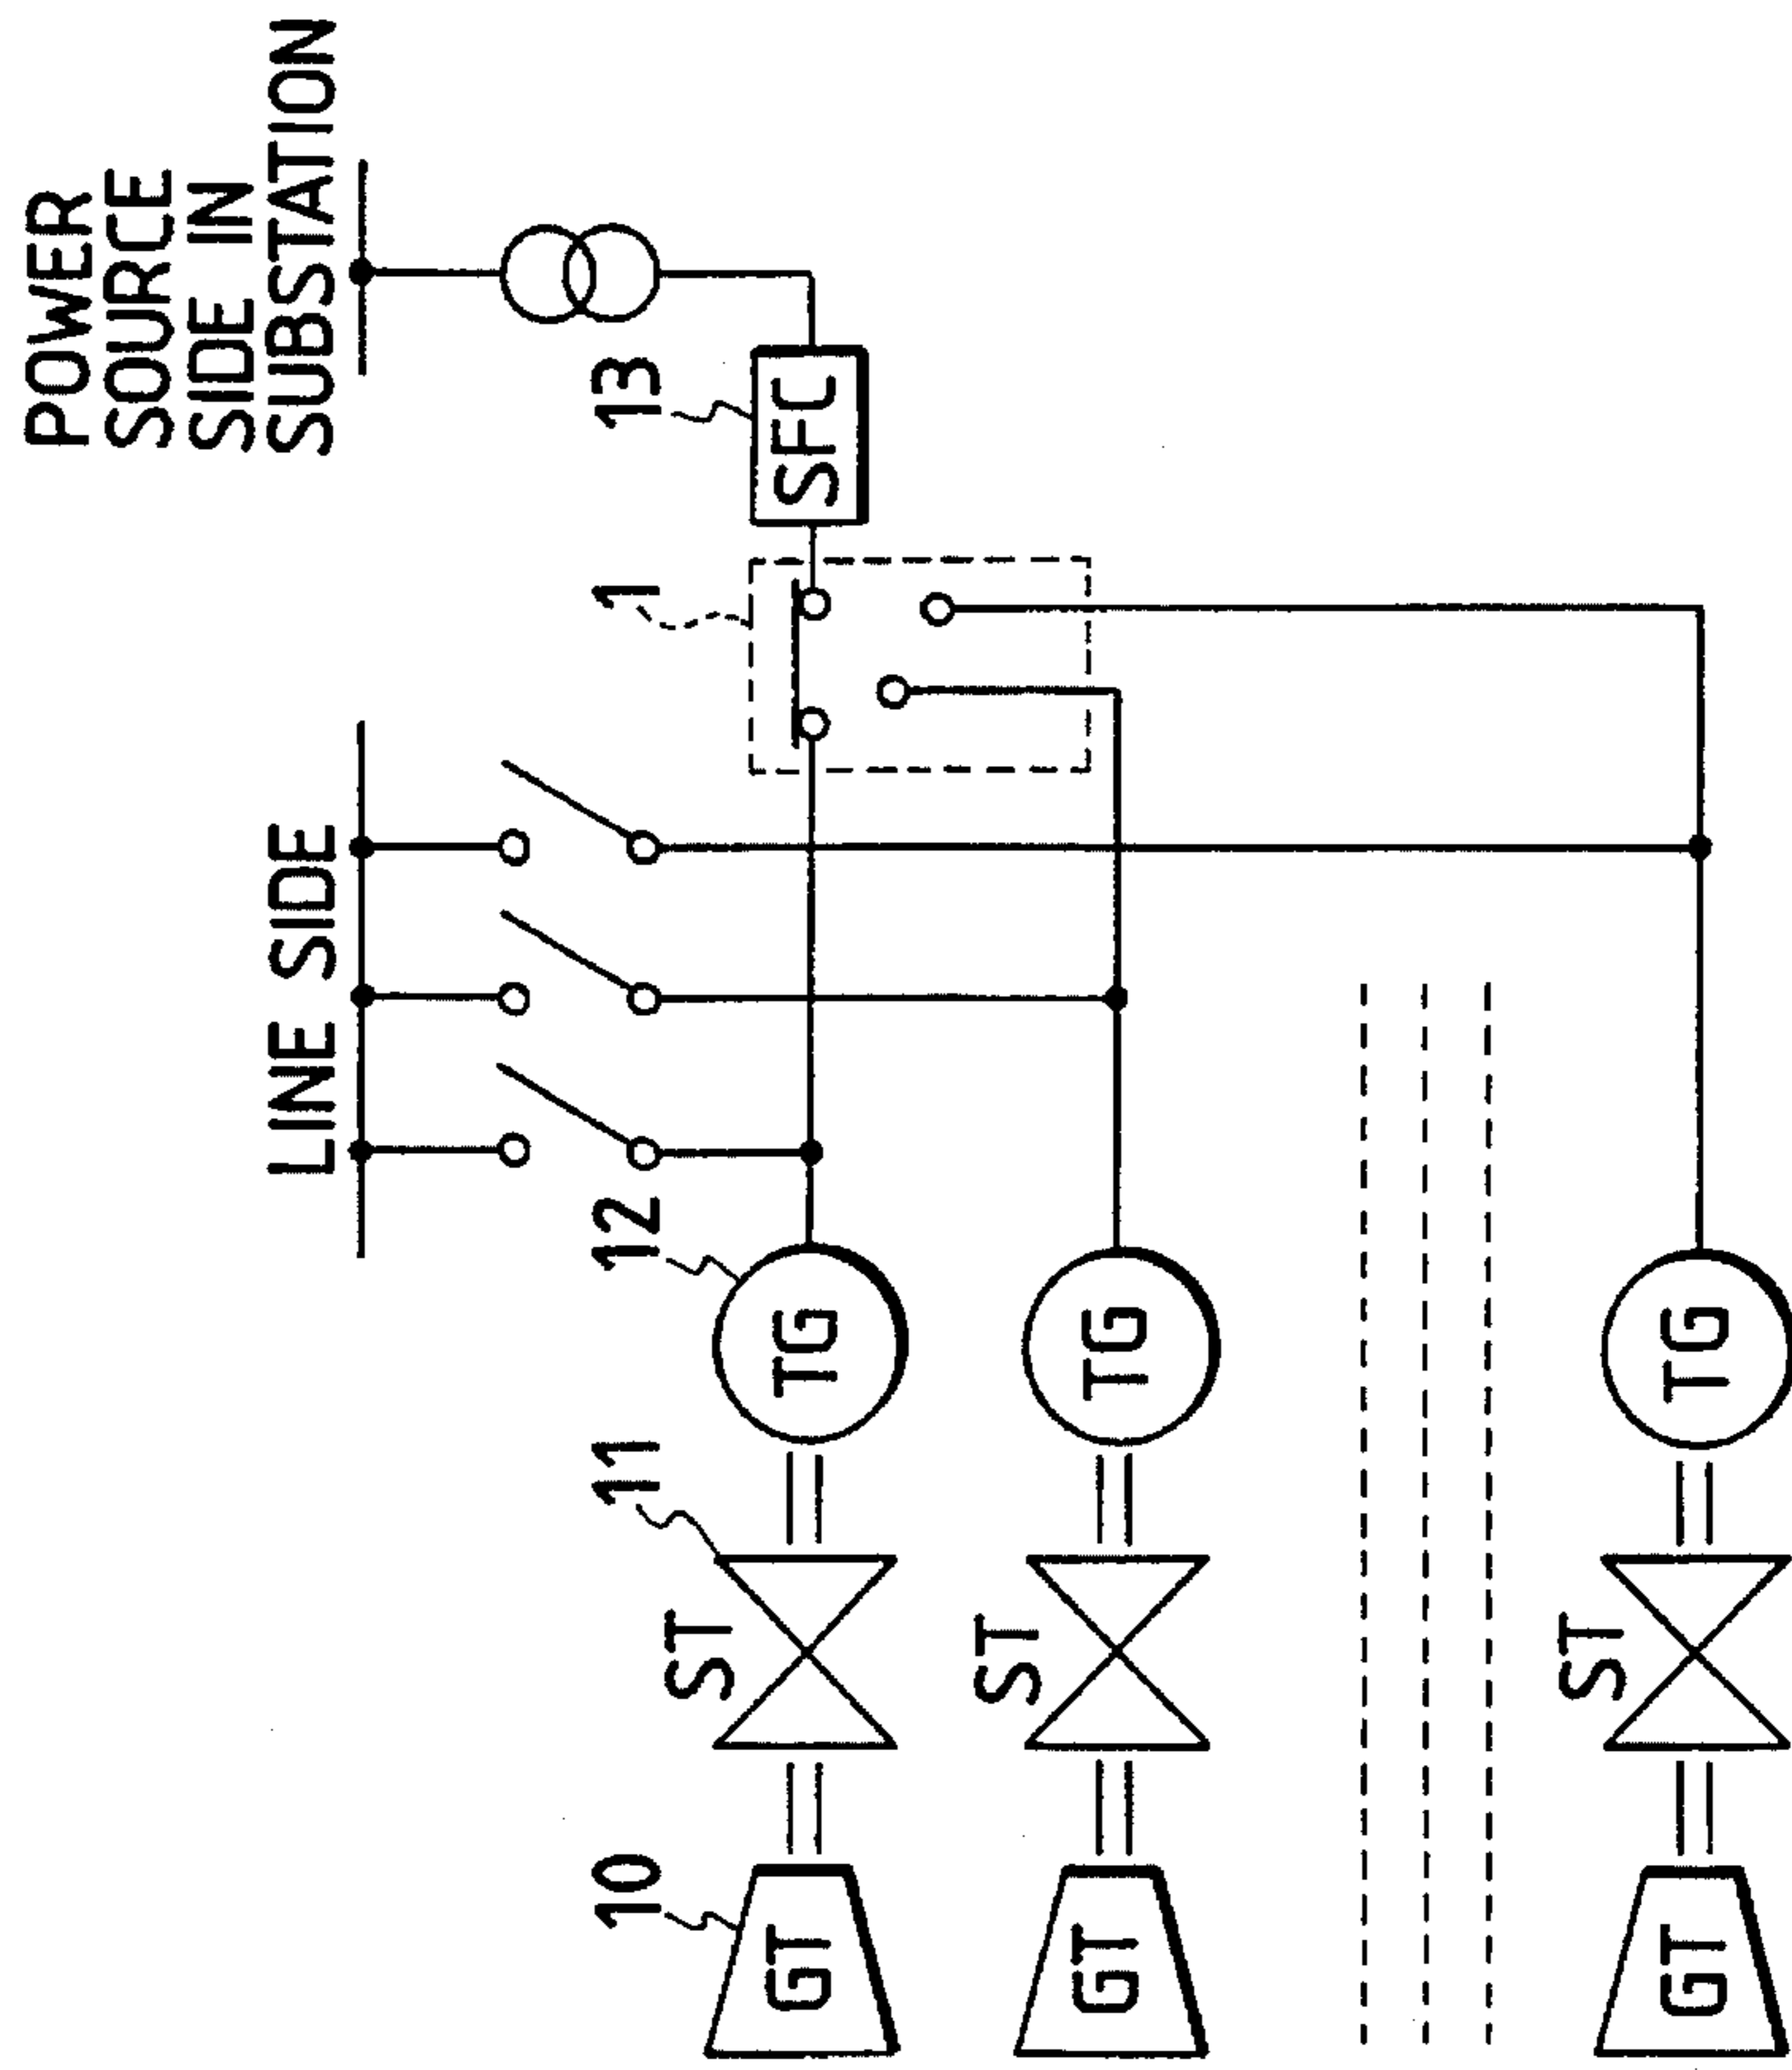 POWER
SOURCE
SIDE IN
SUBSTATION
LINE SIDE
10
11
12
1
13
GT
ST
TG
SFC
GT
ST
TG
GT
ST
TG